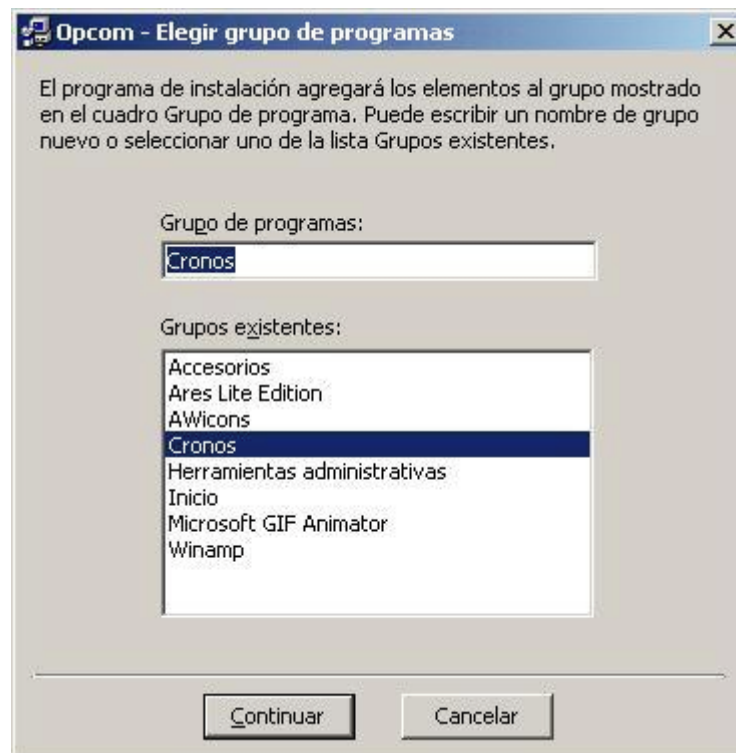 Opcom - Elegir grupo de programas
El programa de instalación agregará los elementos al grupo mostrado
en el cuadro Grupo de programa. Puede escribir un nombre de grupo
nuevo o seleccionar uno de la lista Grupos existentes.
Grupo de programas:
Cronos
Grupos existentes:
Accesorios
Ares Lite Edition
AWicons
Cronos
Herramientas administrativas
Inicio
Microsoft GIF Animator
Winamp
Continuar
Cancelar